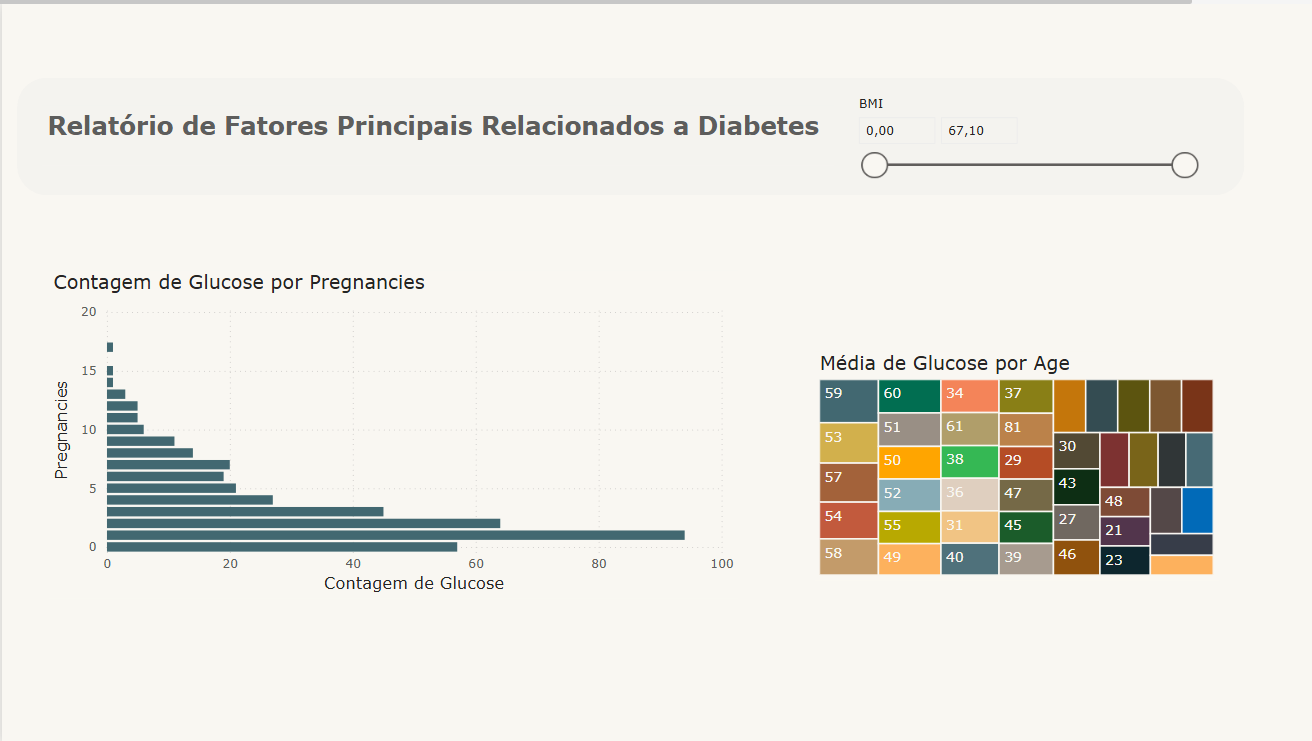 Relatório de Fatores Principais Relacionados a Diabetes
BMI
0,00 67,10
Contagem de Glucose por Pregnancies
20
15
10
5
0
Pregnancies
0 20 40 60 80 100
Contagem de Glucose
Média de Glucose por Age
59 60 34 37
53 51 61 81 30
57 50 38 29 43
54 52 36 47 27 48
58 55 31 45 46 21
49 40 39 23